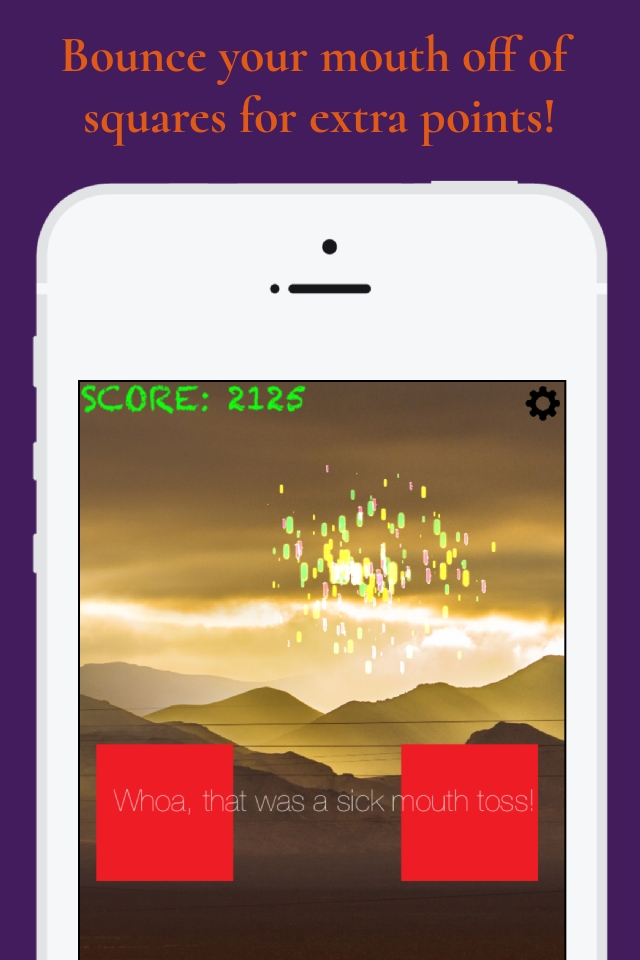 Bounce your mouth off of
squares for extra points!
SCORE: 2125
Whoa, that was a sick mouth toss!